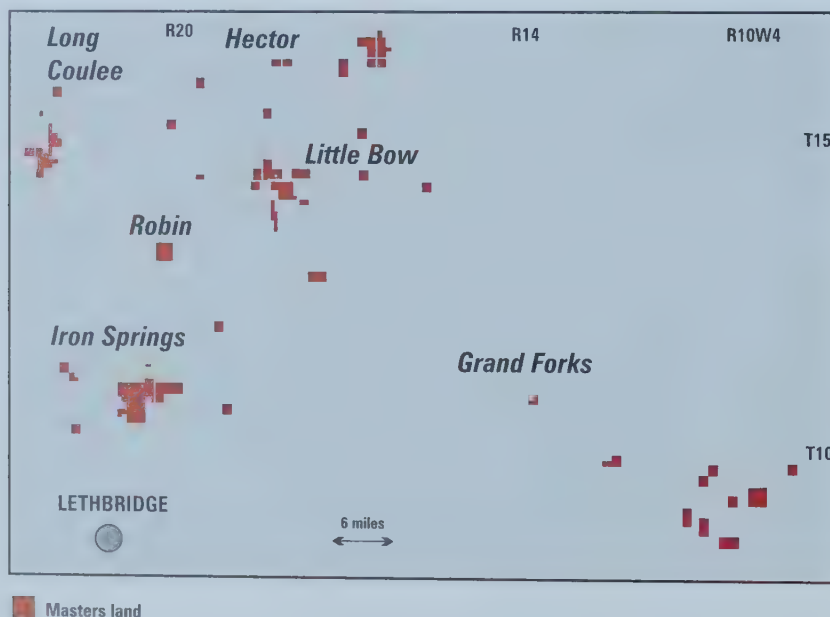 R20
Hector
R14
R10W4
Long
Coulee
T15
Little Bow
Robin
Iron Springs
Grand Forks
T10
LETHBRIDGE
6 miles
Masters land